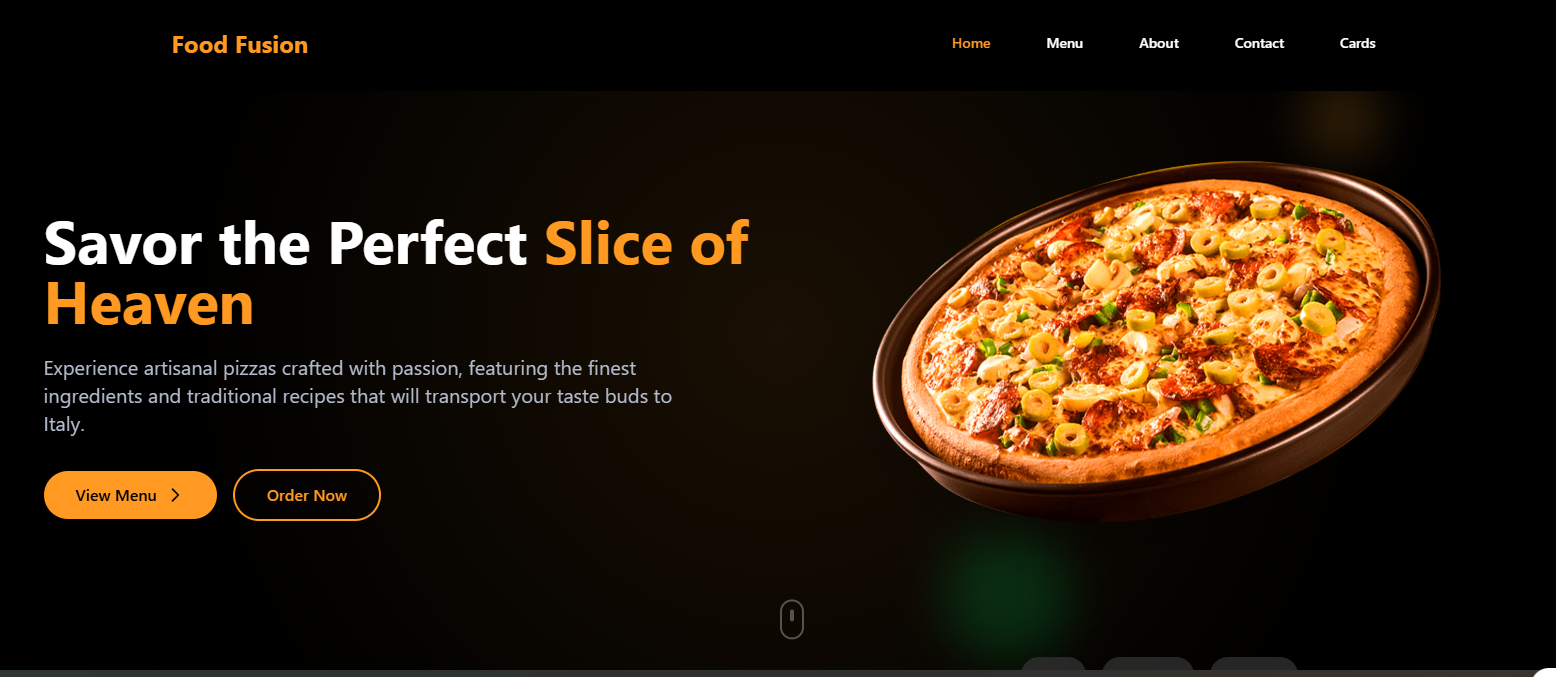 Food Fusion
Home Menu About Contact Cards
Savor the Perfect Slice of
Heaven
Experience artisanal pizzas crafted with passion, featuring the finest
ingredients and traditional recipes that will transport your taste buds to
Italy.
View Menu
Order Now